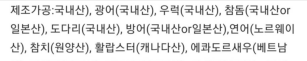 제조가공:국내산), 광어(국내산), 우럭(국내산), 참돔(국내산or
일본산), 도다리(국내산), 방어(국내산or일본산),연어(노르웨이
산), 참치(원양산), 활랍스터(캐나다산), 에콰도르새우(베트남